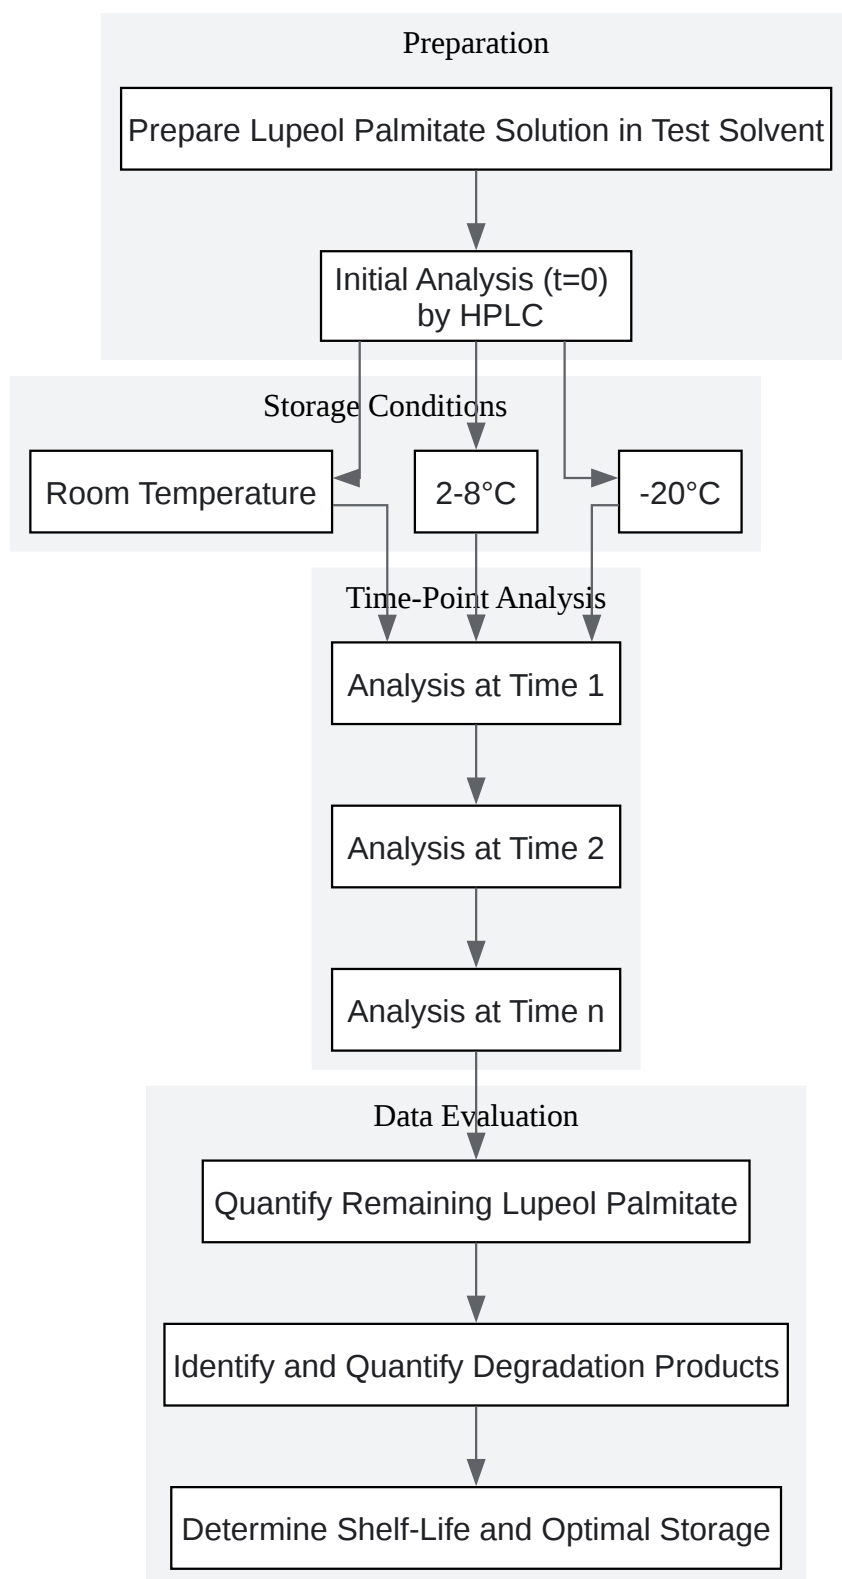 Preparation
Prepare Lupeol Palmitate Solution in Test Solvent
Initial Analysis (t=0)
by HPLC
Storage Conditions
Room Temperature
2-8°C
-20°C
Time-Point Analysis
Analysis at Time 1
Analysis at Time 2
Analysis at Time n
Data Evaluation
Quantify Remaining Lupeol Palmitate
Identify and Quantify Degradation Products
Determine Shelf-Life and Optimal Storage